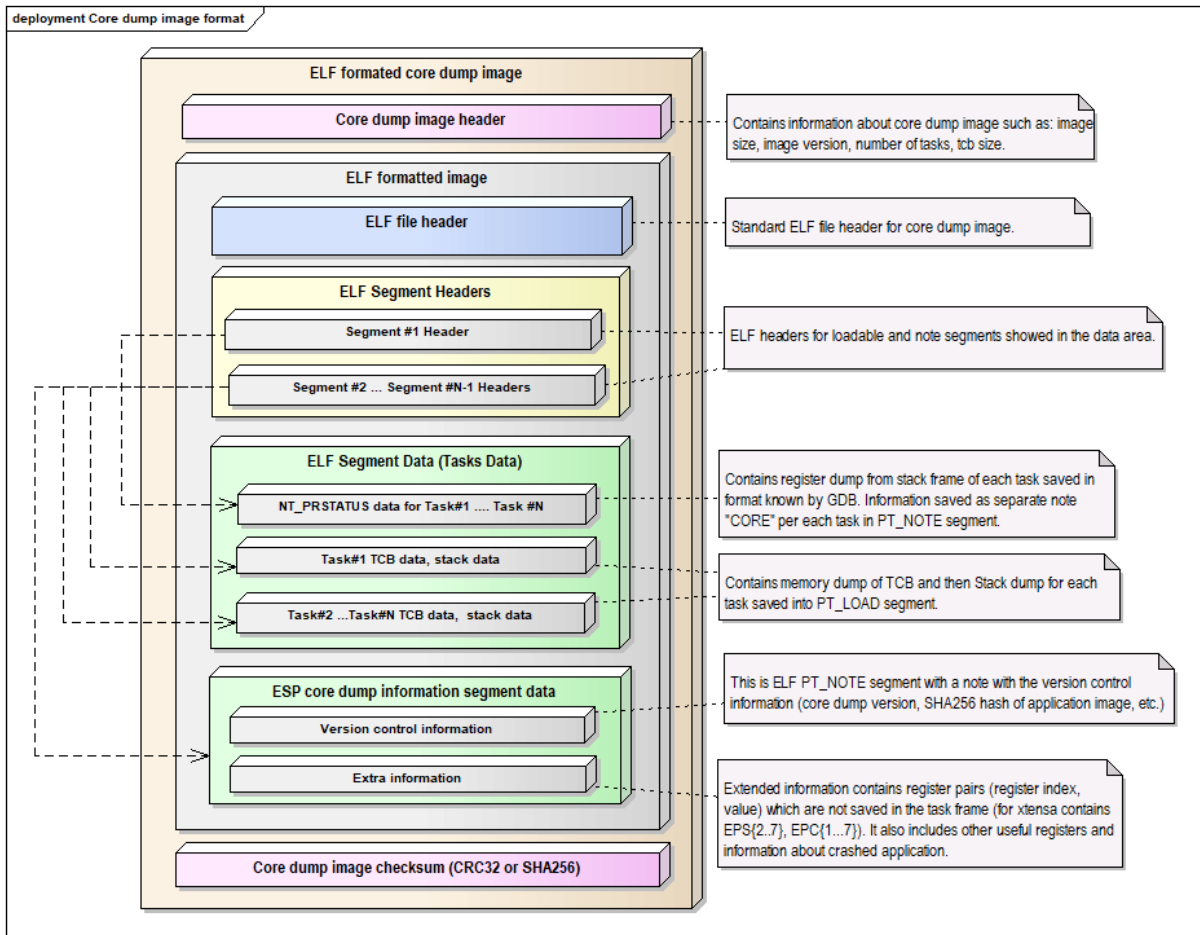 deployment Core dump image format
ELF formated core dump image
Core dump image header
Contains information about core dump image such as: image
size, image version, number of tasks, tcb size.
ELF formatted image
ELF file header
Standard ELF file header for core dump image.
ELF Segment Headers
Segment #1 Header
ELF headers for loadable and note segments showed in the data area.
Segment #2 ... Segment #N-1 Headers
ELF Segment Data (Tasks Data)
NT_PRSTATUS data for Task#1 .... Task #N
Contains register dump from stack frame of each task saved in
format known by GDB. Information saved as separate note
"CORE" per each task in PT_NOTE segment.
Task#1 TCB data, stack data
Task#2 ...Task#N TCB data, stack data
Contains memory dump of TCB and then Stack dump for each
task saved into PT_LOAD segment.
ESP core dump information segment data
Version control information
This is ELF PT_NOTE segment with a note with the version control
information (core dump version, SHA256 hash of application image, etc.)
Extra information
Extended information contains register pairs (register index,
value) which are not saved in the task frame (for xtensa contains
EPS{2..7}, EPC{1...7}). It also includes other useful registers and
information about crashed application.
Core dump image checksum (CRC32 or SHA256)